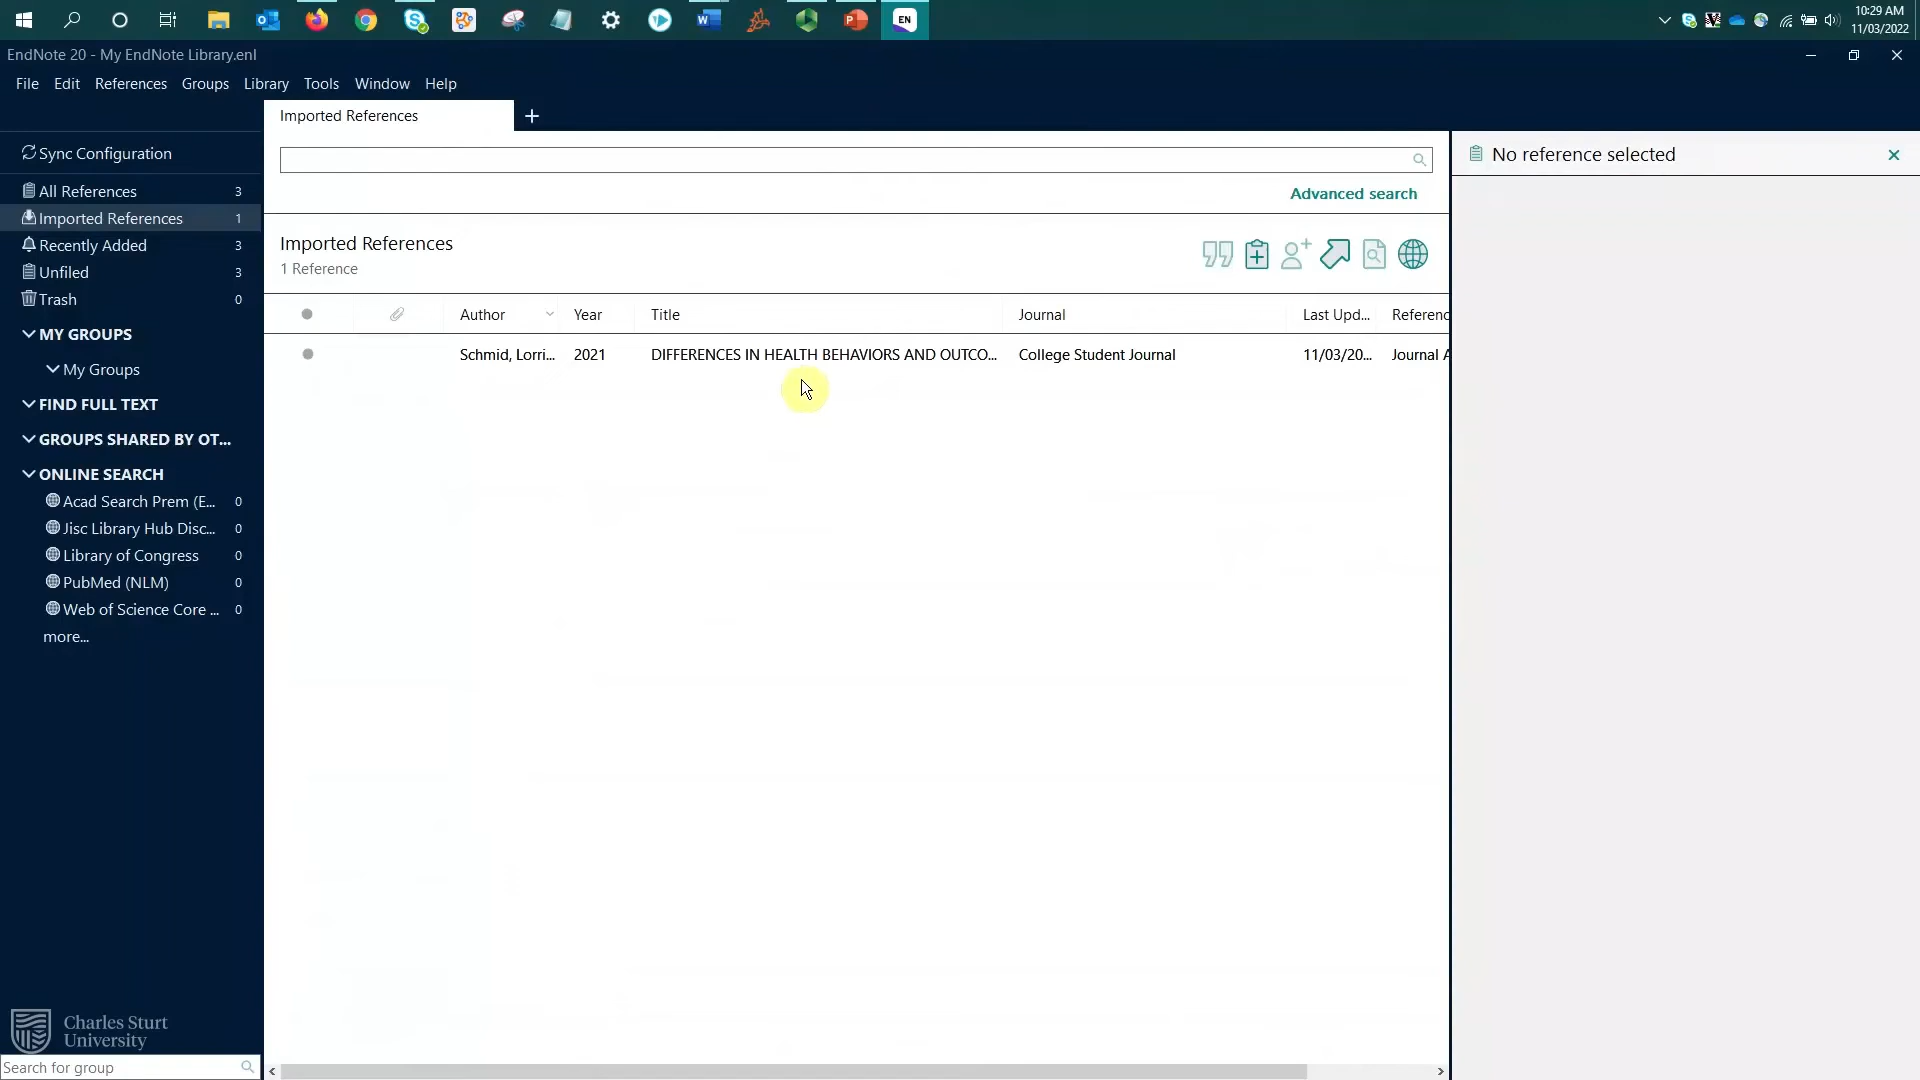 10:29 AM
11/03/2022
EndNote 20 - My EndNote Library.enl
File Edit References Groups Library Tools Window Help
Imported References
Sync Configuration
All References 3
Imported References 1
Recently Added 3
Unfiled 3
Trash 0
MY GROUPS
My Groups
FIND FULL TEXT
GROUPS SHARED BY OT...
ONLINE SEARCH
Acad Search Prem (E... 0
Jisc Library Hub Disc... 0
Library of Congress 0
PubMed (NLM) 0
Web of Science Core ... 0
more...
Charles Sturt
University
Search for group
Advanced search
Imported References
1 Reference
Author Year Title Journal Last Upd... Referenc
Schmid, Lorri... 2021 DIFFERENCES IN HEALTH BEHAVIORS AND OUTCO... College Student Journal 11/03/20... Journal A
No reference selected